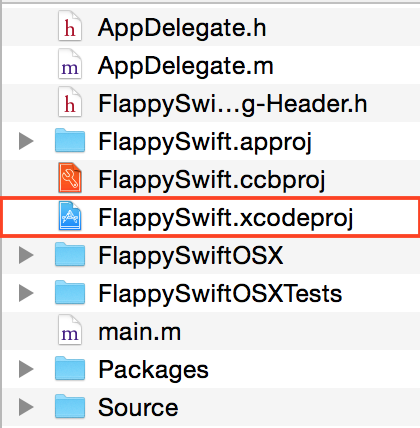 AppDelegate.h
AppDelegate.m
FlappySwi...g-Header.h
FlappySwift.approj
FlappySwift.ccbproj
FlappySwift.xcodeproj
FlappySwiftOSX
FlappySwiftOSXTests
main.m
Packages
Source